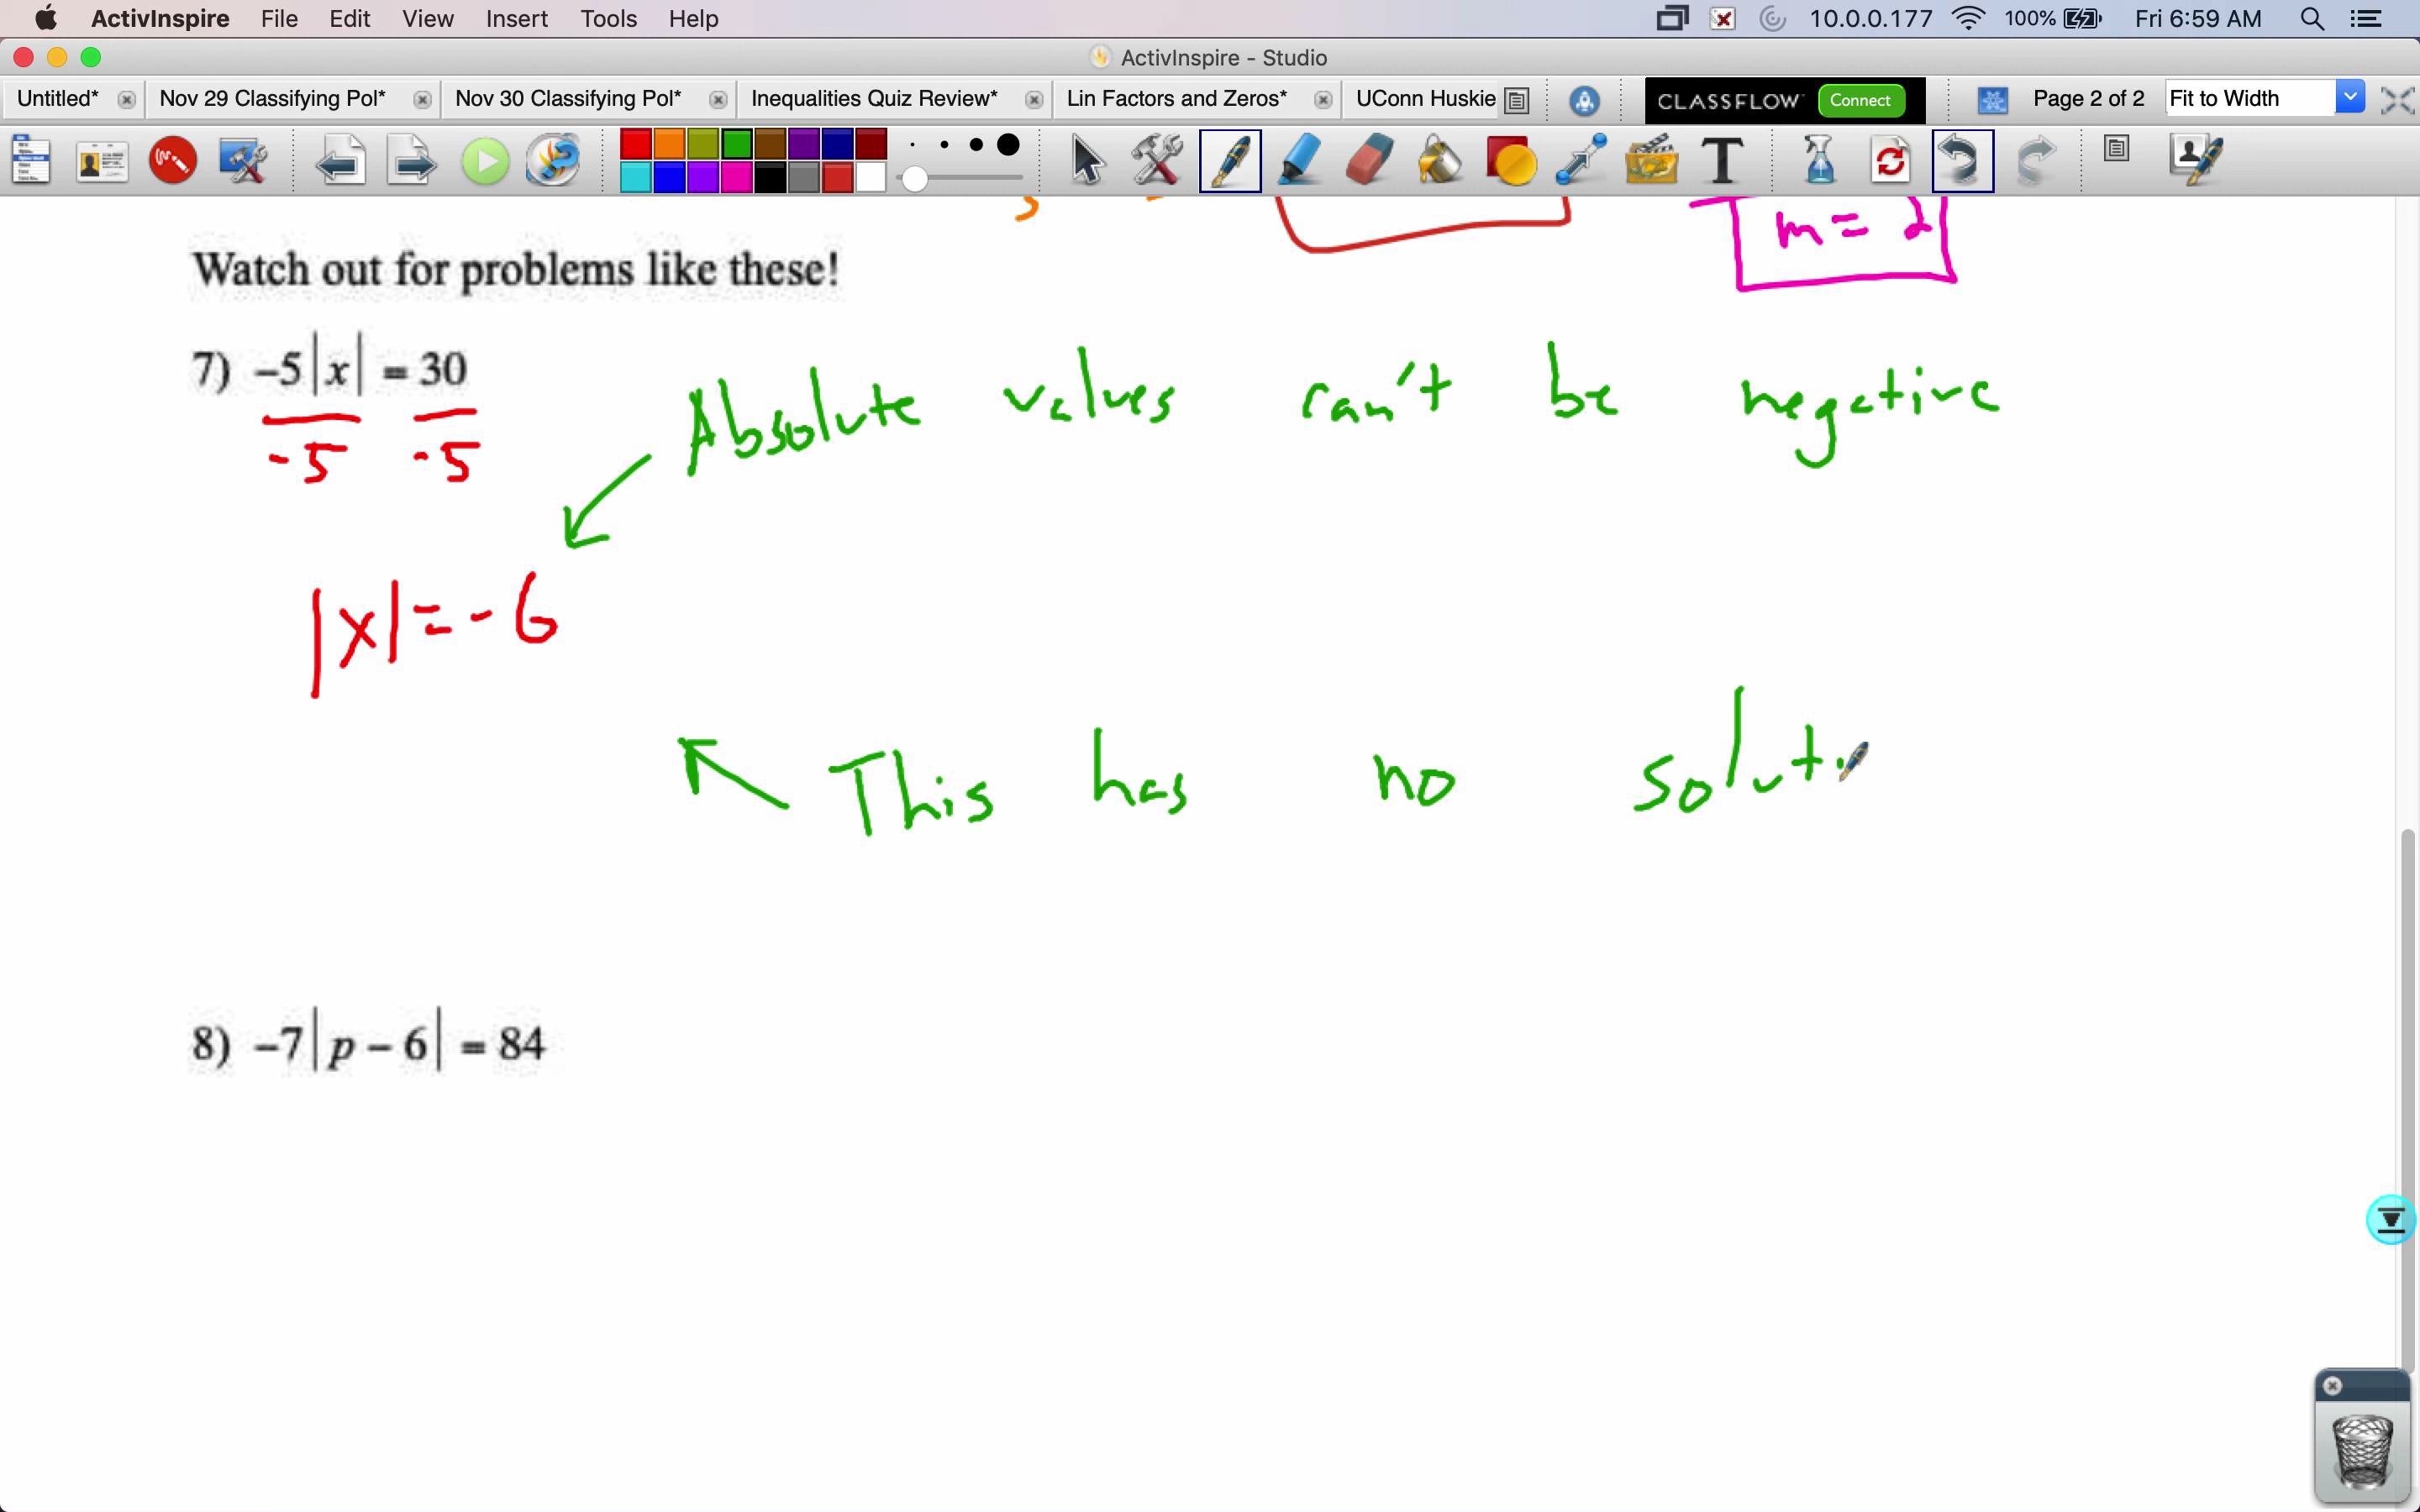 ActivInspire File Edit View Insert Tools Help 10.0.0.177 100% Fri 6:59 AM
ActivInspire - Studio
Untitled* Nov 29 Classifying Pol* Nov 30 Classifying Pol* Inequalities Quiz Review* Lin Factors and Zeros* UConn Huskie CLASSFLOW Connect Page 2 of 2 Fit to Width
T
m = 2
Watch out for problems like these!
7) -5|x| = 30
Absolute values can't be negative
-5 -5
|x| = -6
This has no soluti
8) -7|p - 6| = 84